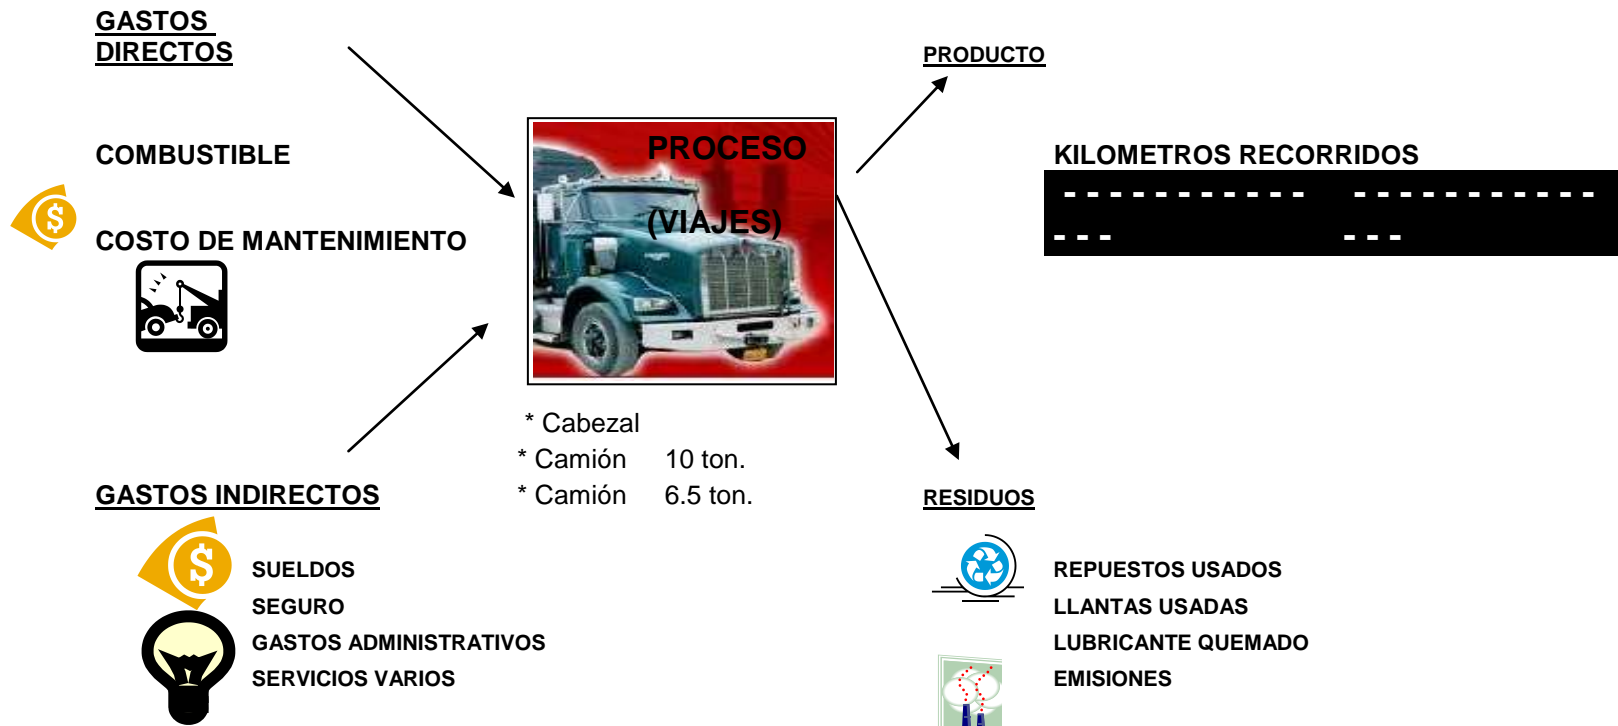 GASTOS
DIRECTOS
PRODUCTO
COMBUSTIBLE
PROCESO
(VIAJES)
KILOMETROS RECORRIDOS
- - - - - - - - - - - - - - - - - - - - - -
- - - - - -
COSTO DE MANTENIMIENTO
* Cabezal
* Camión 10 ton.
* Camión 6.5 ton.
GASTOS INDIRECTOS
SUELDOS
SEGURO
GASTOS ADMINISTRATIVOS
SERVICIOS VARIOS
RESIDUOS
REPUESTOS USADOS
LLANTAS USADAS
LUBRICANTE QUEMADO
EMISIONES